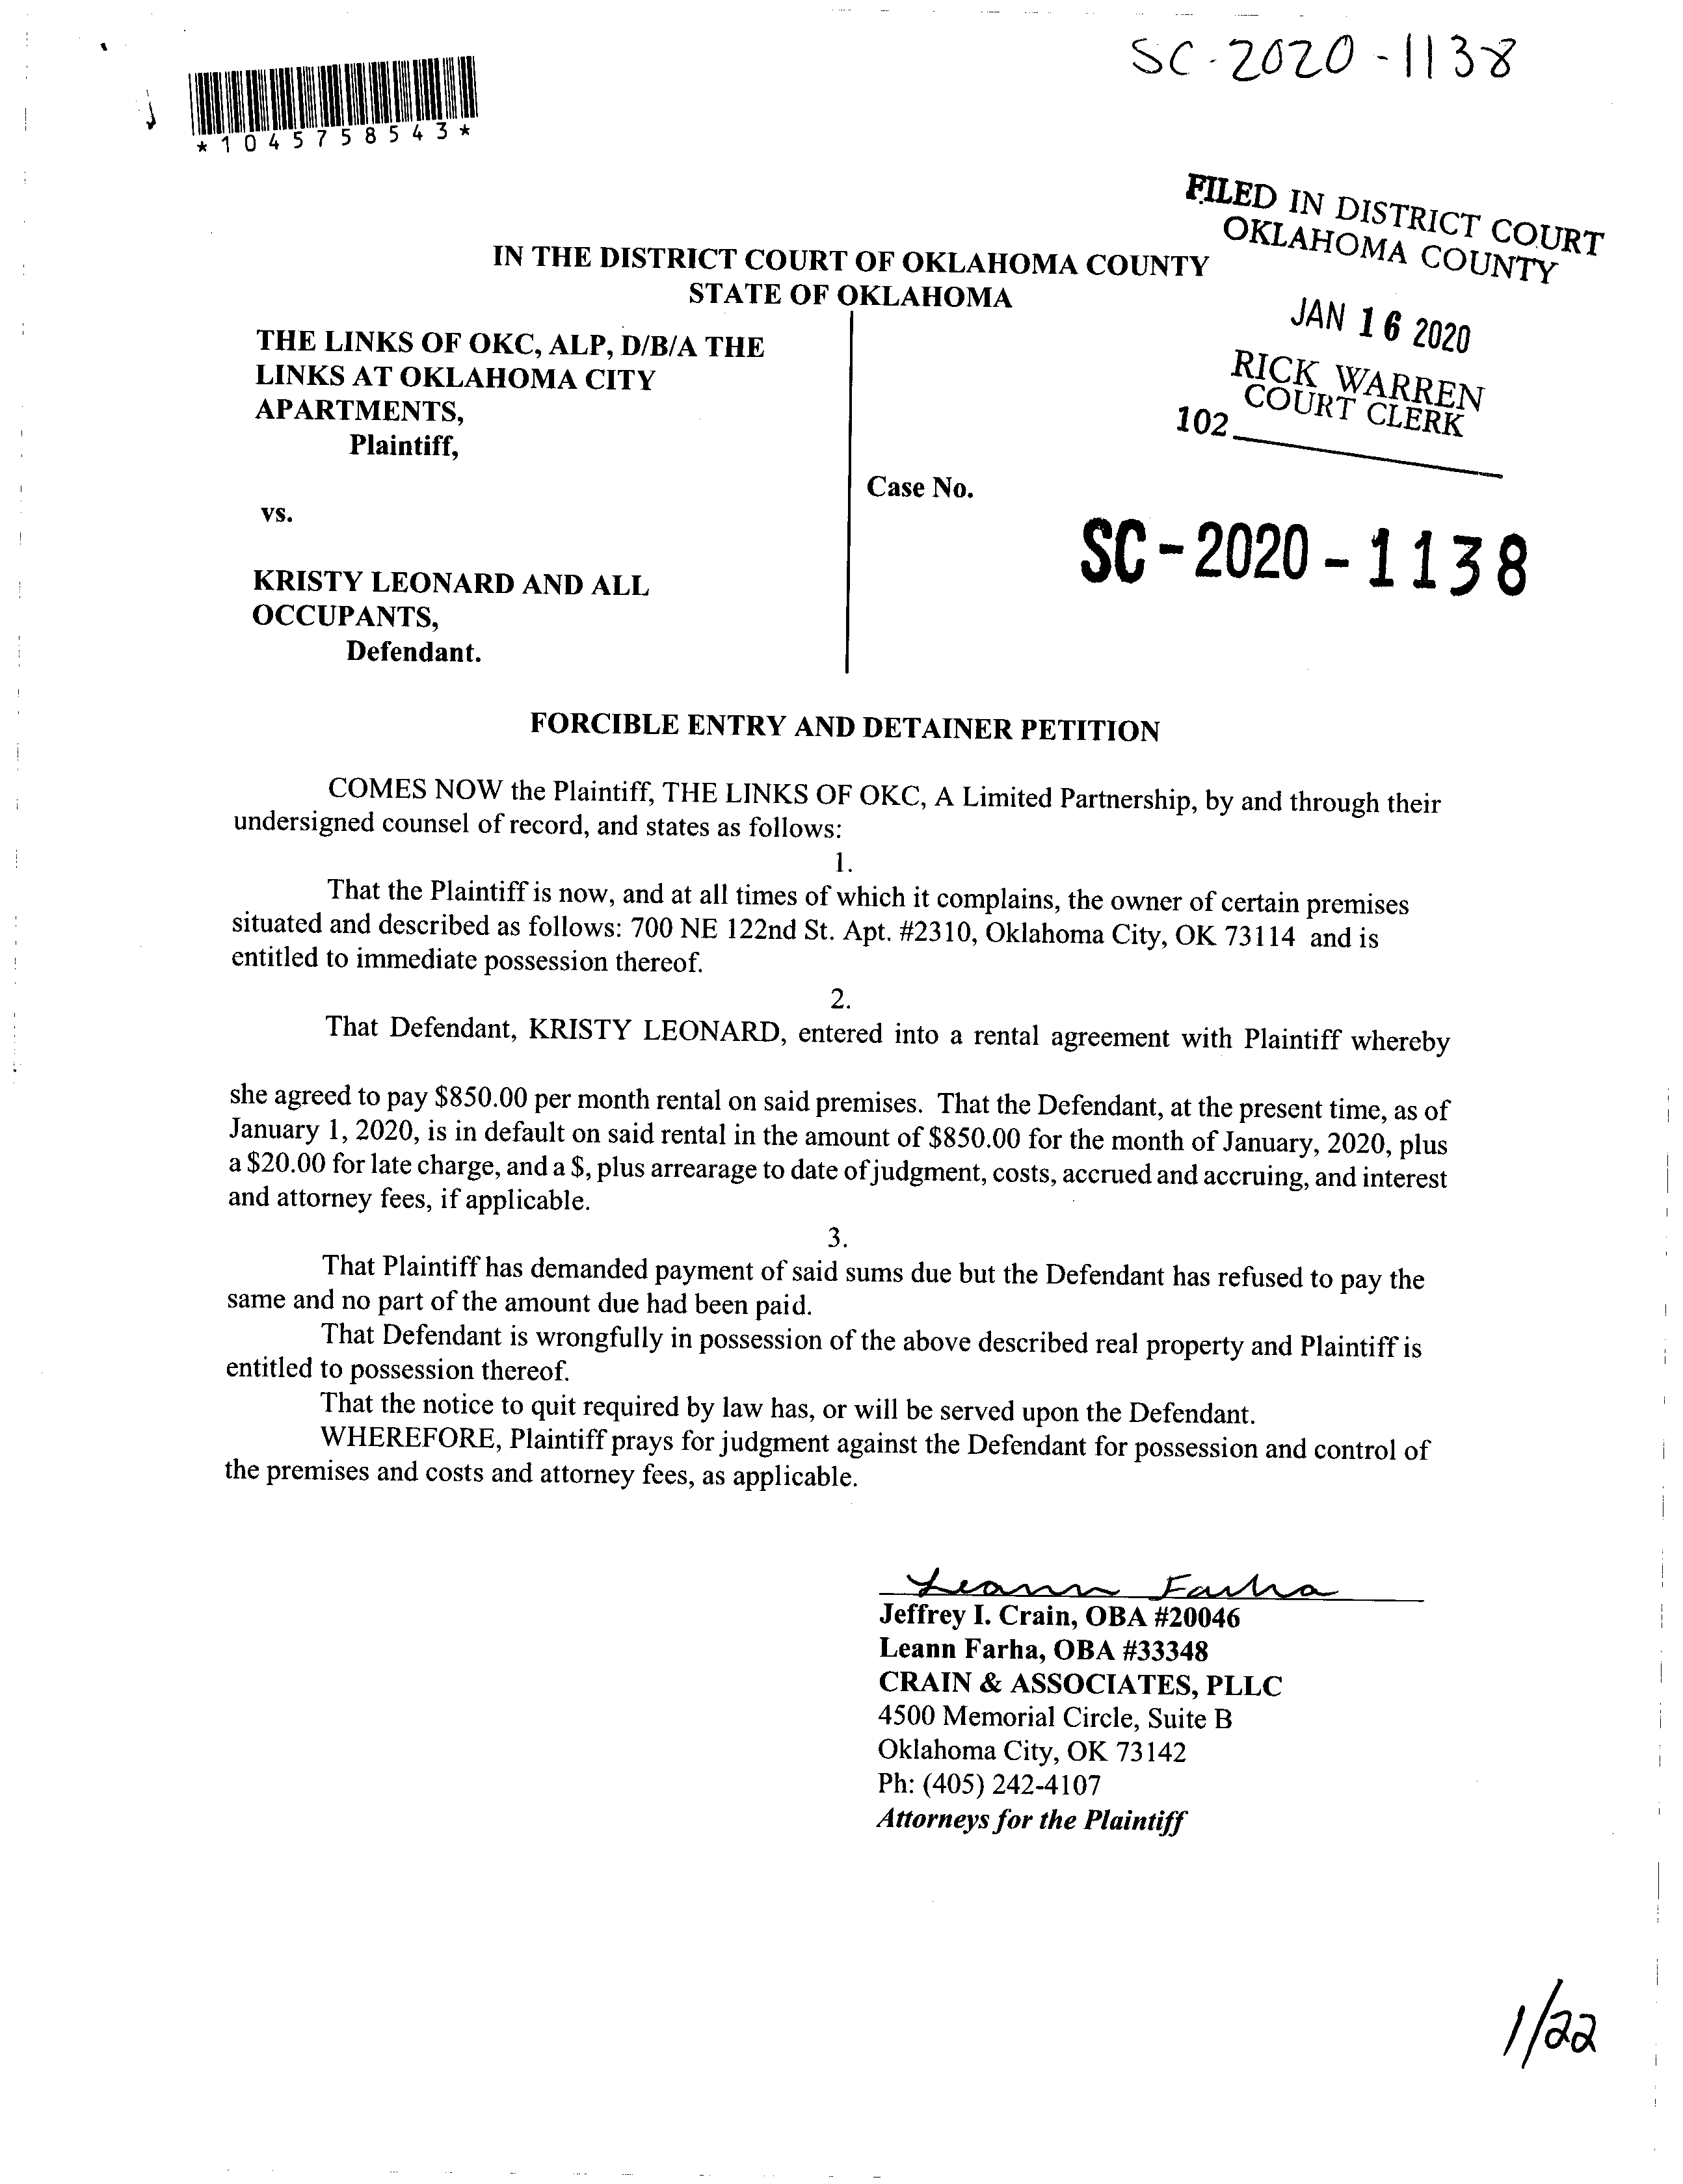 SC-2020-1138
*1045758543*
FILED IN DISTRICT COURT
OKLAHOMA COUNTY
JAN 16 2020
RICK WARREN
COURT CLERK
102
IN THE DISTRICT COURT OF OKLAHOMA COUNTY
STATE OF OKLAHOMA
THE LINKS OF OKC, ALP, D/B/A THE
LINKS AT OKLAHOMA CITY
APARTMENTS,
Plaintiff,
vs.
KRISTY LEONARD AND ALL
OCCUPANTS,
Defendant.
Case No.
SC-2020-1138
FORCIBLE ENTRY AND DETAINER PETITION
COMES NOW the Plaintiff, THE LINKS OF OKC, A Limited Partnership, by and through their
undersigned counsel of record, and states as follows:
1.
That the Plaintiff is now, and at all times of which it complains, the owner of certain premises
situated and described as follows: 700 NE 122nd St. Apt. #2310, Oklahoma City, OK 73114 and is
entitled to immediate possession thereof.
2.
That Defendant, KRISTY LEONARD, entered into a rental agreement with Plaintiff whereby
she agreed to pay $850.00 per month rental on said premises. That the Defendant, at the present time, as of
January 1, 2020, is in default on said rental in the amount of $850.00 for the month of January, 2020, plus
a $20.00 for late charge, and a $, plus arrearage to date of judgment, costs, accrued and accruing, and interest
and attorney fees, if applicable.
3.
That Plaintiff has demanded payment of said sums due but the Defendant has refused to pay the
same and no part of the amount due had been paid.
That Defendant is wrongfully in possession of the above described real property and Plaintiff is
entitled to possession thereof.
That the notice to quit required by law has, or will be served upon the Defendant.
WHEREFORE, Plaintiff prays for judgment against the Defendant for possession and control of
the premises and costs and attorney fees, as applicable.
Leann Farha
Jeffrey I. Crain, OBA #20046
Leann Farha, OBA #33348
CRAIN & ASSOCIATES, PLLC
4500 Memorial Circle, Suite B
Oklahoma City, OK 73142
Ph: (405) 242-4107
Attorneys for the Plaintiff
1/22